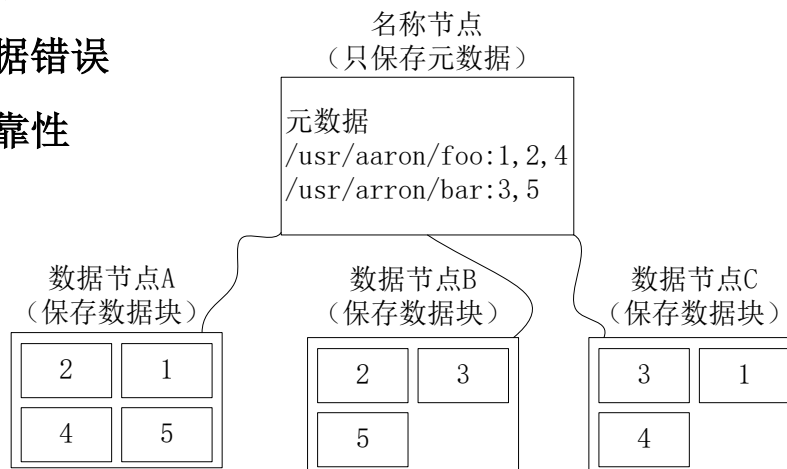 据错误
靠性
名称节点
（只保存元数据）
元数据
/usr/aaron/foo:1,2,4
/usr/arron/bar:3,5
数据节点A
（保存数据块）
2 1
4 5
数据节点B
（保存数据块）
2 3
5
数据节点C
（保存数据块）
3 1
4